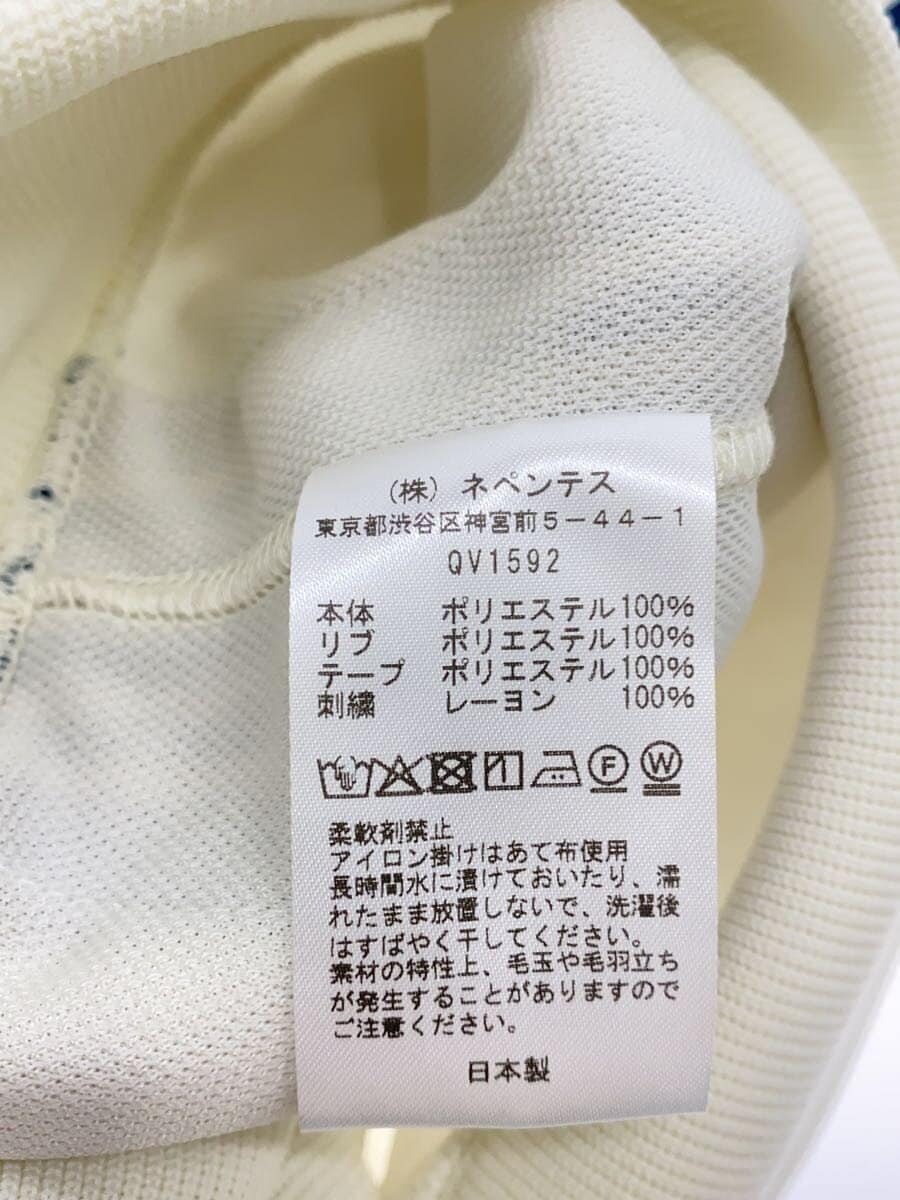 (株) ネペンテス
東京都渋谷区神宮前5-44-1
QV1592
本体 ポリエステル100%
リブ ポリエステル100%
テープ ポリエステル100%
刺繍 レーヨン 100%
F W
柔軟剤禁止
アイロン掛けはあて布使用
長時間水に漬けておいたり、濡
れたまま放置しないで、洗濯後
はすばやく干してください。
素材の特性上、毛玉や毛羽立ち
が発生することがありますので
ご注意ください。
日本製